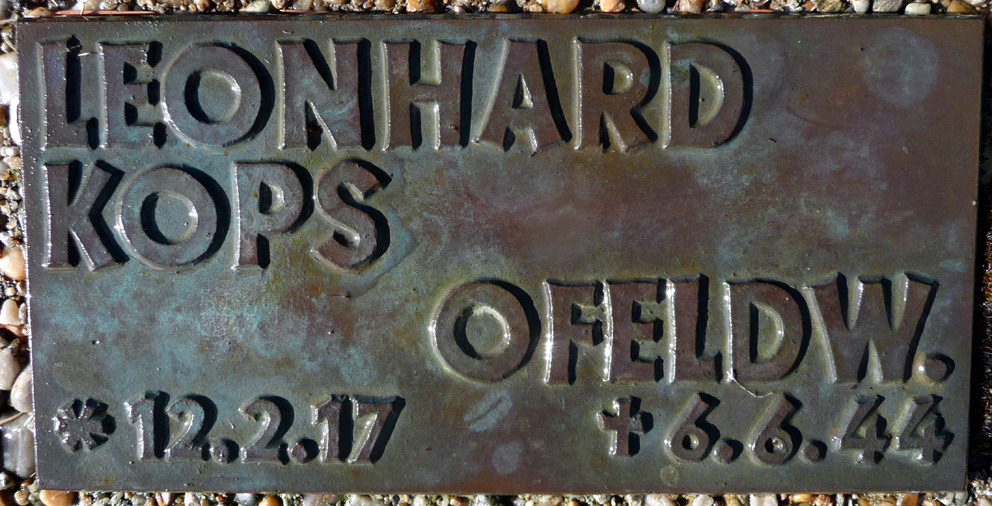 LEONHARD
KOPS
OFELDW.
* 12.2.17 + 6.6.44